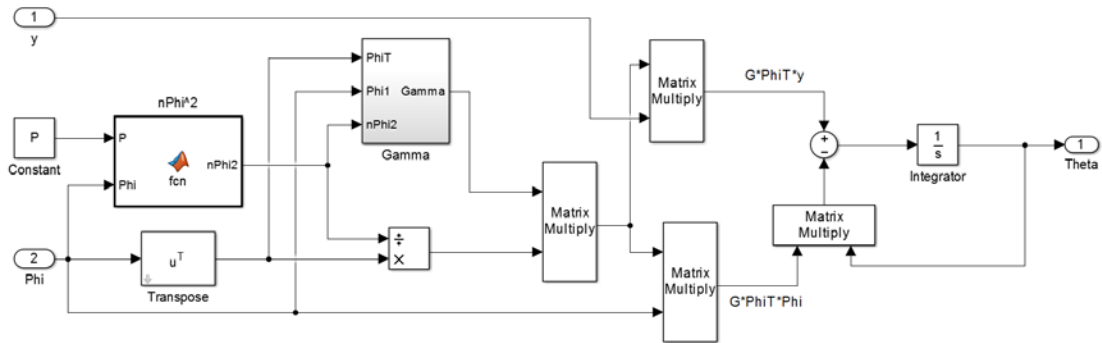 1
y
nPhi^2
P
Constant
P
Phi
fcn
nPhi2
PhiT
Phi1
nPhi2
Gamma
Gamma
2
Phi
u^T
Transpose
÷
×
Matrix
Multiply
Matrix
Multiply
G*PhiT*y
Matrix
Multiply
G*PhiT*Phi
+
−
1
s
Integrator
Matrix
Multiply
1
Theta